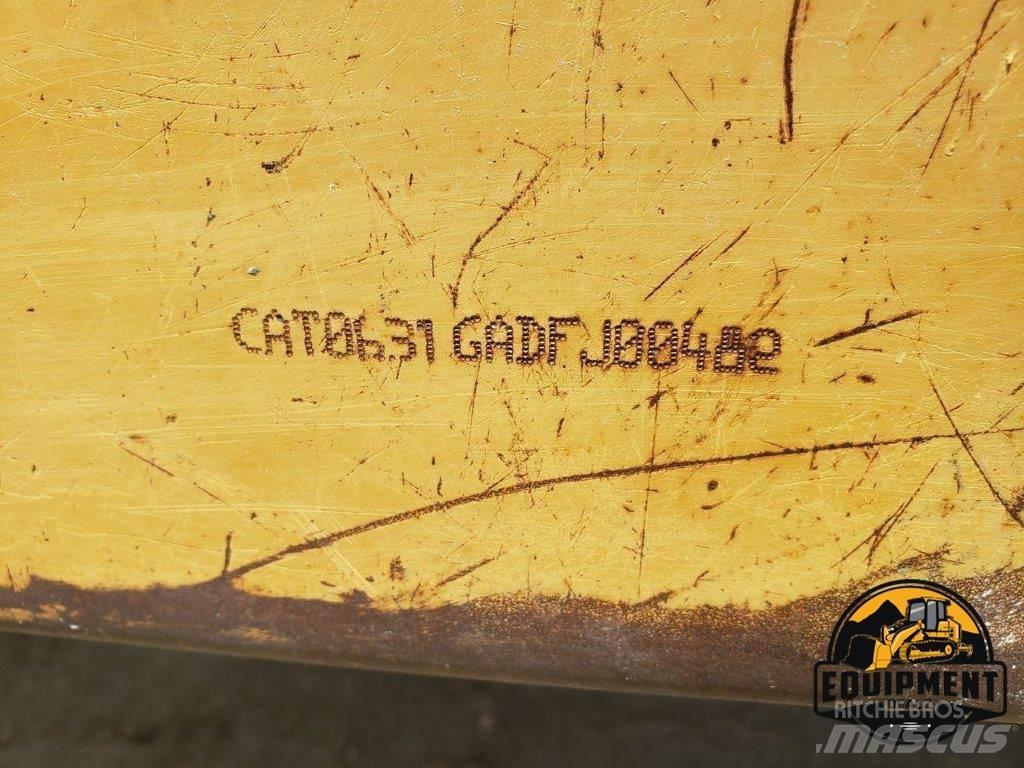 CAT0631GADFJ00482
EQUIPMENT
RITCHIE BROS.
MASCUS